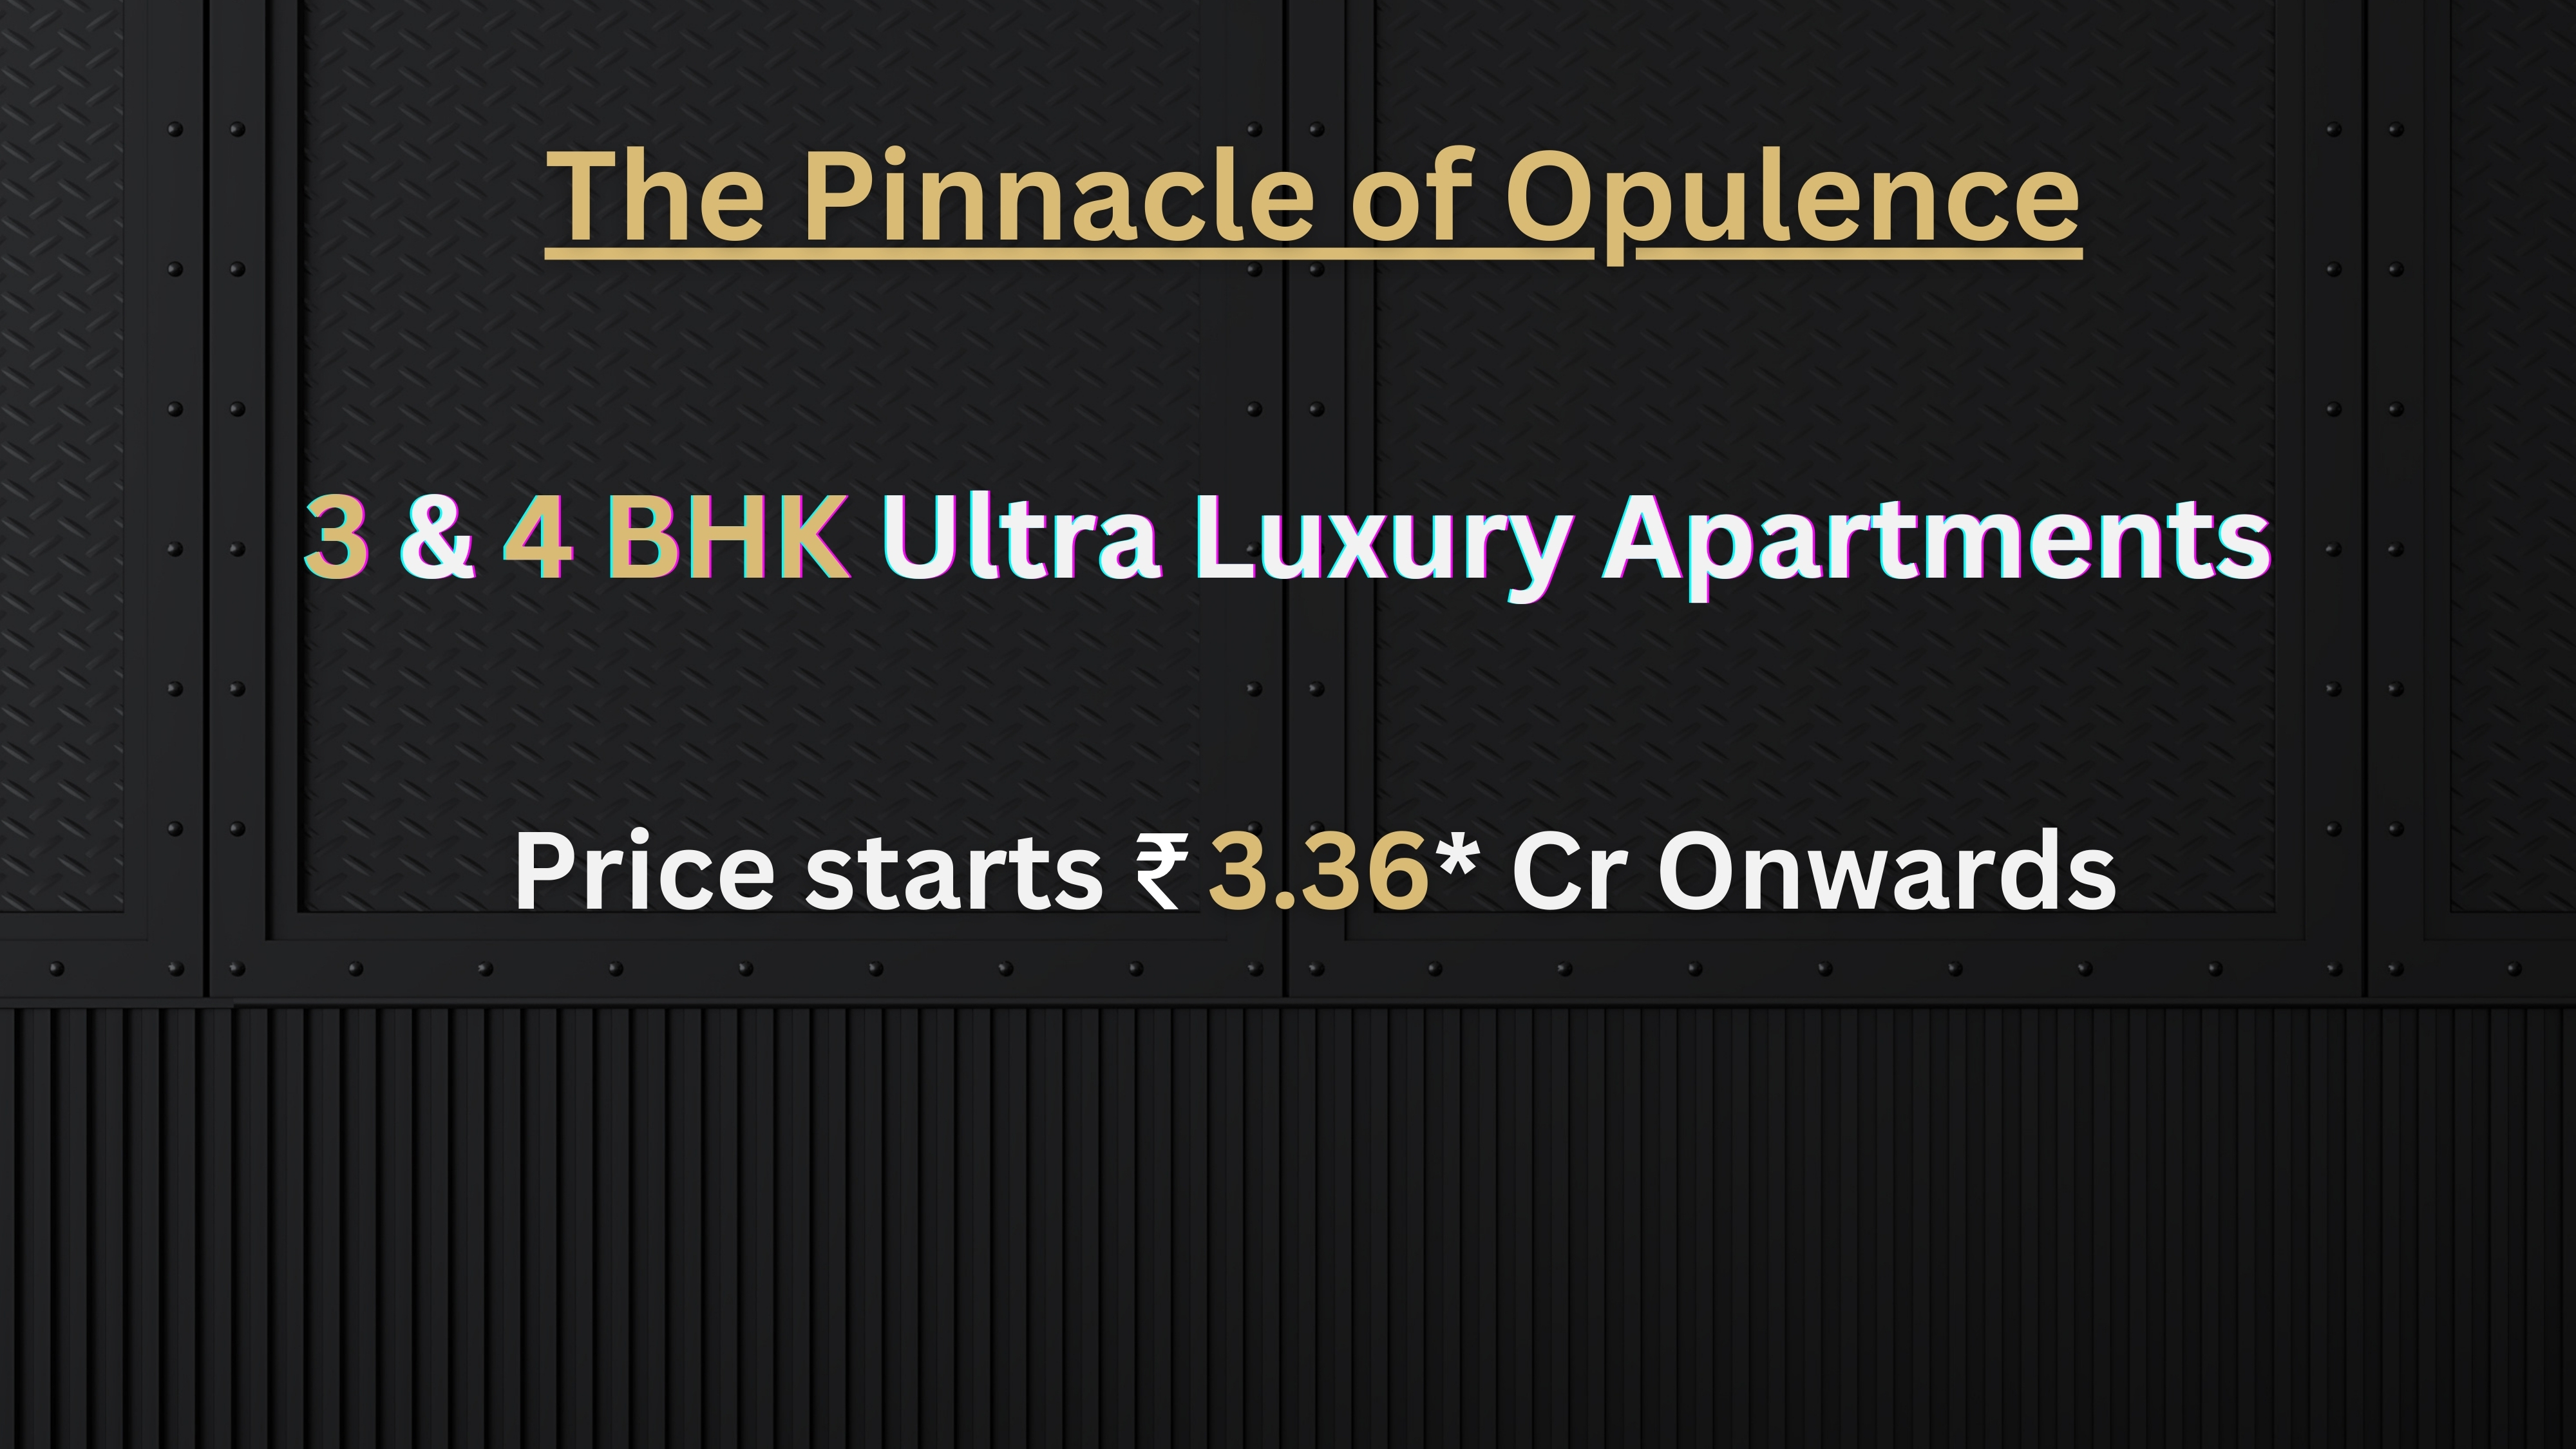 The Pinnacle of Opulence
3 & 4 BHK Ultra Luxury Apartments
Price starts ₹ 3.36* Cr Onwards